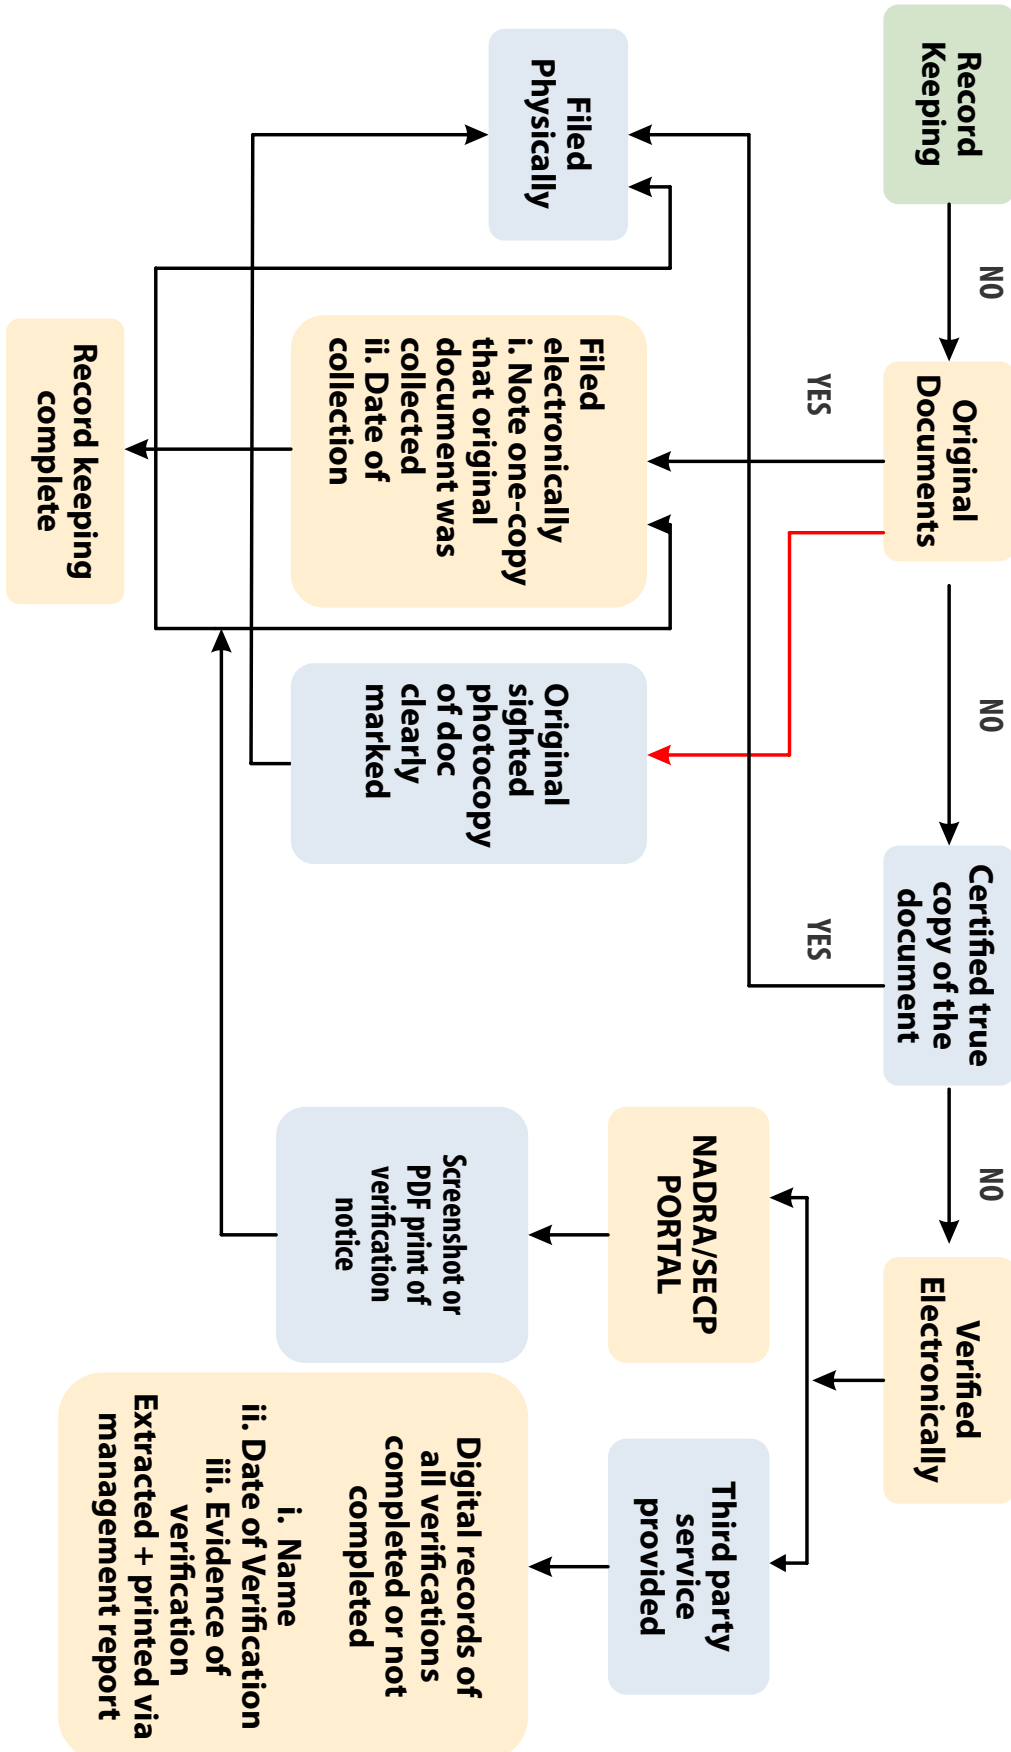 Record
Keeping
NO
Original
Documents
NO
Certified true
copy of the
document
NO
Verified
Electronically
YES
YES
Filed
Physically
Filed
electronically
i. Note one-copy
that original
document was
collected
ii. Date of
collection
Original
sighted
photocopy
of doc
clearly
marked
NADRA/SECP
PORTAL
Third party
service
provided
Record keeping
complete
Screenshot or
PDF print of
verification
notice
Digital records of
all verifications
completed or not
completed
i. Name
ii. Date of Verification
iii. Evidence of
verification
Extracted + printed via
management report